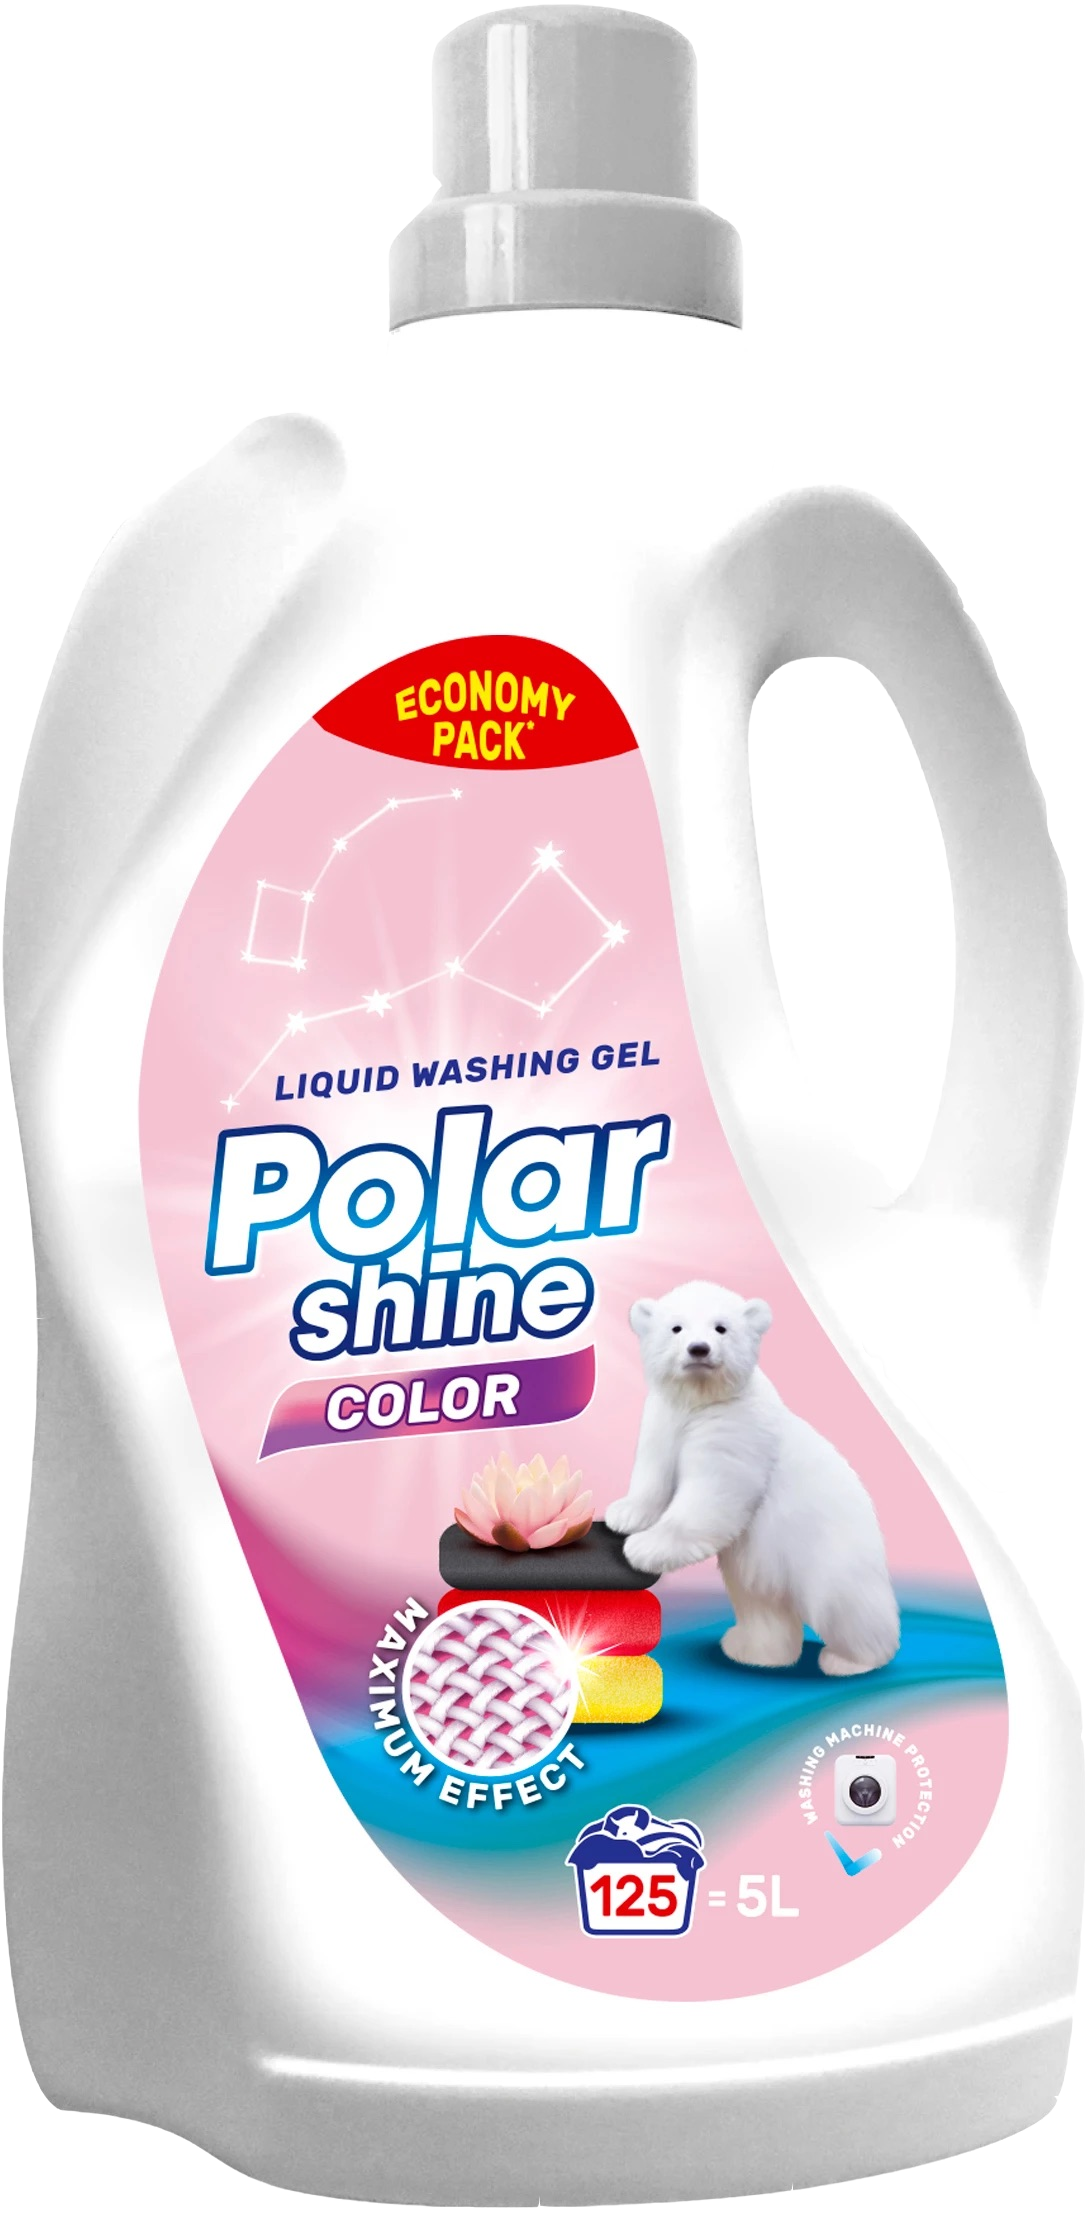 ECONOMY
PACK*
LIQUID WASHING GEL
Polar
shine
COLOR
MAXIMUM EFFECT
WASHING MACHINE PROTECTION
125 = 5L